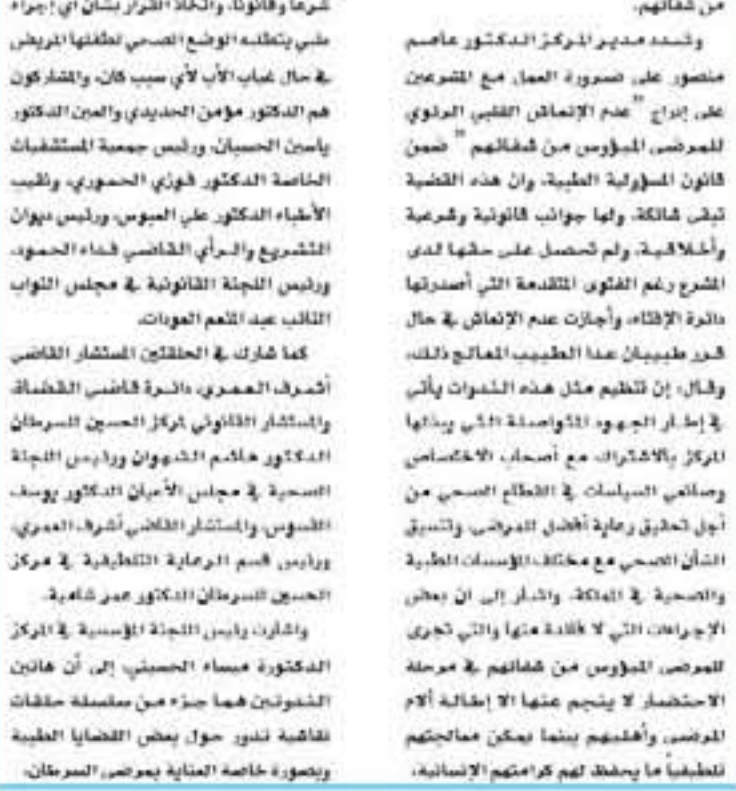 من شفائهم.
وشدد مدير المركز الدكتور عاصم
منصور على ضرورة العمل مع المشرعين
على إدراج "عدم الإنعاش القلبي الرئوي
للمرضى الميؤوس من شفائهم" ضمن
قانون المسؤولية الطبية، وان هذه القضية
تبقى شائكة، ولها جوانب قانونية وشرعية
وأخلاقية، ولم تحصل على حقها لدى
المشرع رغم الفتوى المتقدمة التي أصدرتها
دائرة الإفتاء، وأجازت عدم الإنعاش في حال
قرر طبيبان عدا الطبيب المعالج ذلك،
وقال: إن تنظيم مثل هذه الندوات يأتي
في إطار الجهود المتواصلة التي يبذلها
المركز بالاشتراك مع أصحاب الاختصاص
وصانعي السياسات في القطاع الصحي من
أجل تحقيق رعاية أفضل للمرضى، وتنسيق
الشأن الصحي مع مختلف المؤسسات الطبية
والصحية في المملكة، واشار إلى ان بعض
الإجراءات التي لا فائدة منها والتي تجرى
للمرضى الميؤوس من شفائهم في مرحلة
الاحتضار لا ينجم عنها الا إطالة ألام
المرضى وأهليهم بينما يمكن معالجتهم
تلطيفياً ما يحفظ لهم كرامتهم الإنسانية،
شرعا وقانونا، واتخاذ القرار بشأن أي إجراء
طبي يتطلبه الوضع الصحي لطفلها المريض
في حال غياب الأب لأي سبب كان، والمشاركون
هم الدكتور مؤمن الحديدي والعين الدكتور
ياسين الحسبان، ورئيس جمعية المستشفيات
الخاصة الدكتور فوزي الحموري، ونقيب
الأطباء الدكتور علي العبوس، ورئيس ديوان
التشريع والرأي القاضي فداء الحمود،
ورئيس اللجنة القانونية في مجلس النواب
النائب عبد المنعم العودات،
كما شارك في الحلقتين المستشار القاضي
أشرف العمري، دائرة قاضي القضاة،
والمستشار القانوني لمركز الحسين للسرطان
الدكتور هاشم الشهوان ورئيس اللجنة
الصحية في مجلس الأعيان الدكتور يوسف
القسوس، والمستشار القاضي أشرف العمري،
ورئيس قسم الرعاية التلطيفية في مركز
الحسين للسرطان الدكتور عمر شامية.
واشارت رئيس اللجنة المؤسسية في المركز
الدكتورة ميساء الحسيني، إلى أن هاتين
الندوتين هما جزء من سلسلة حلقات
نقاشية تدور حول بعض القضايا الطبية
وبصورة خاصة العناية بمرضى السرطان،